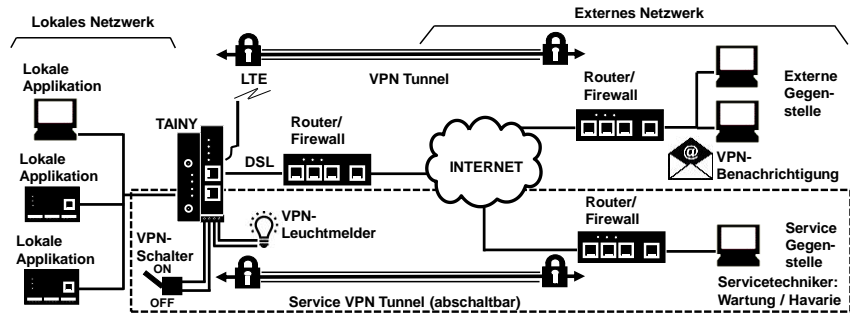 Lokales Netzwerk
Externes Netzwerk
Lokale
Applikation
LTE
VPN Tunnel
Router/
Firewall
Externe
Gegen-
stelle
TAINY
Router/
Firewall
DSL
INTERNET
@
VPN-
Benachrichtigung
Lokale
Applikation
Lokale
Applikation
VPN-
Schalter
ON
OFF
VPN-
Leuchtmelder
Router/
Firewall
Service
Gegen-
stelle
Servicetechniker:
Wartung / Havarie
Service VPN Tunnel (abschaltbar)